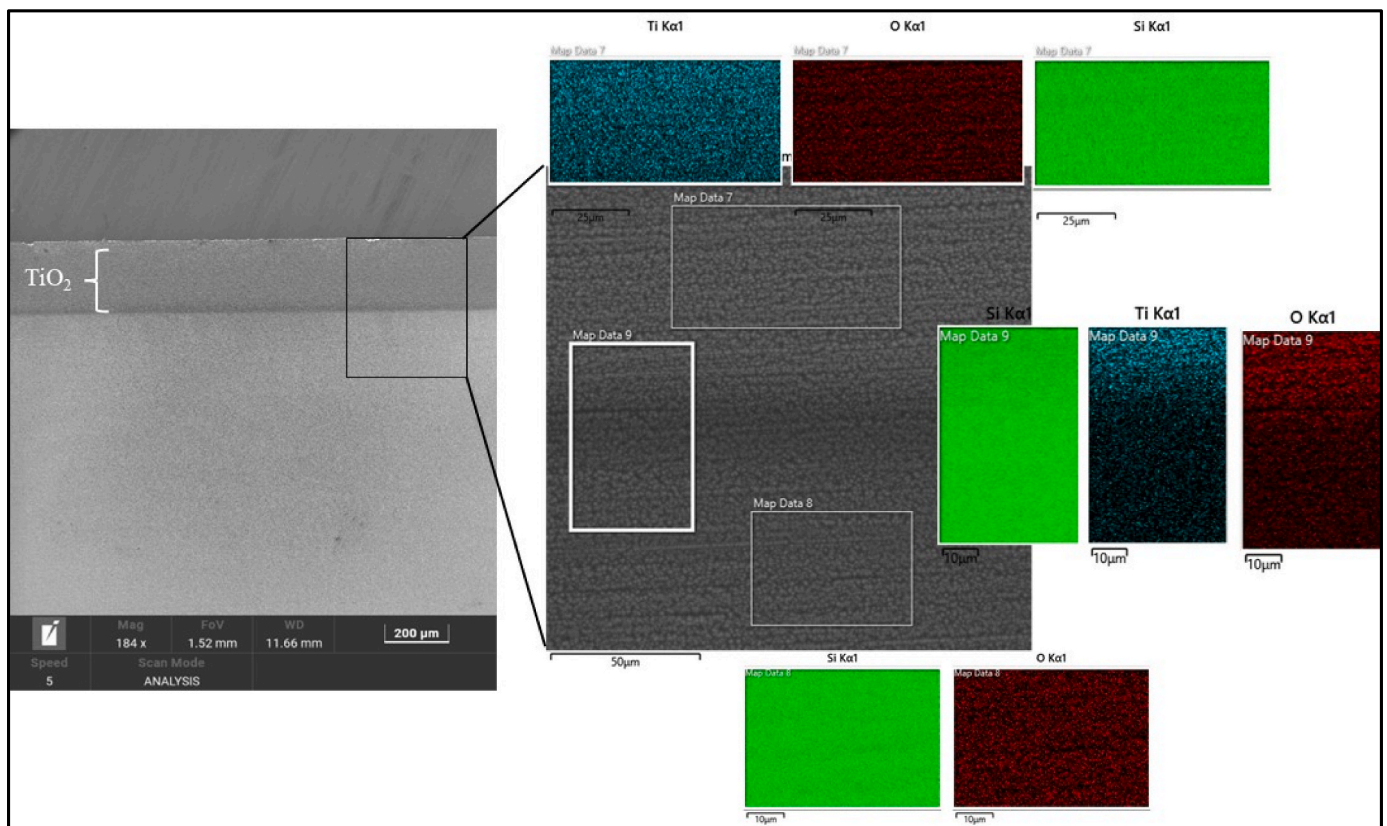 Ti Kα1
O Kα1
Si Kα1
Map Data 7
Map Data 7
Map Data 7
25µm
25µm
25µm
TiO2
Map Data 7
Map Data 9
Map Data 8
50µm
Si Kα1
Ti Kα1
O Kα1
Map Data 9
Map Data 9
Map Data 9
10µm
10µm
10µm
Mag
FoV
WD
184 x
1.52 mm
11.66 mm
200 µm
Speed
Scan Mode
5
ANALYSIS
Si Kα1
O Kα1
Map Data 8
Map Data 8
10µm
10µm